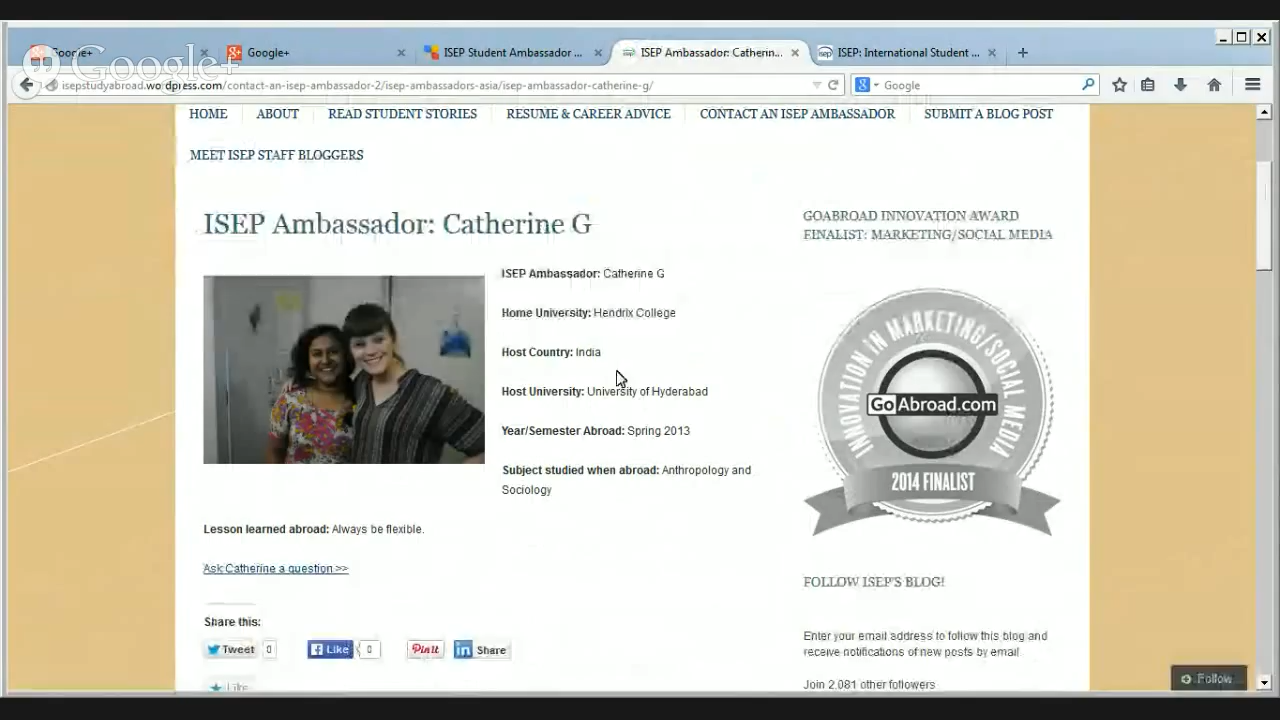 Google+
Google+
Google+
ISEP Student Ambassador ...
ISEP Ambassador: Catherin...
ISEP: International Student ...
isepstudyabroad.wordpress.com/contact-an-isep-ambassador-2/isep-ambassadors-asia/isep-ambassador-catherine-g/
Google
HOME
ABOUT
READ STUDENT STORIES
RESUME & CAREER ADVICE
CONTACT AN ISEP AMBASSADOR
SUBMIT A BLOG POST
MEET ISEP STAFF BLOGGERS
ISEP Ambassador: Catherine G
ISEP Ambassador: Catherine G
Home University: Hendrix College
Host Country: India
Host University: University of Hyderabad
Year/Semester Abroad: Spring 2013
Subject studied when abroad: Anthropology and
Sociology
Lesson learned abroad: Always be flexible.
Ask Catherine a question >>
Share this:
Tweet 0
Like 0
Pin it
in Share
Like
GOABROAD INNOVATION AWARD
FINALIST: MARKETING/SOCIAL MEDIA
INNOVATION IN MARKETING/SOCIAL MEDIA
GoAbroad.com
2014 FINALIST
FOLLOW ISEP'S BLOG!
Enter your email address to follow this blog and
receive notifications of new posts by email.
Join 2,081 other followers
Follow